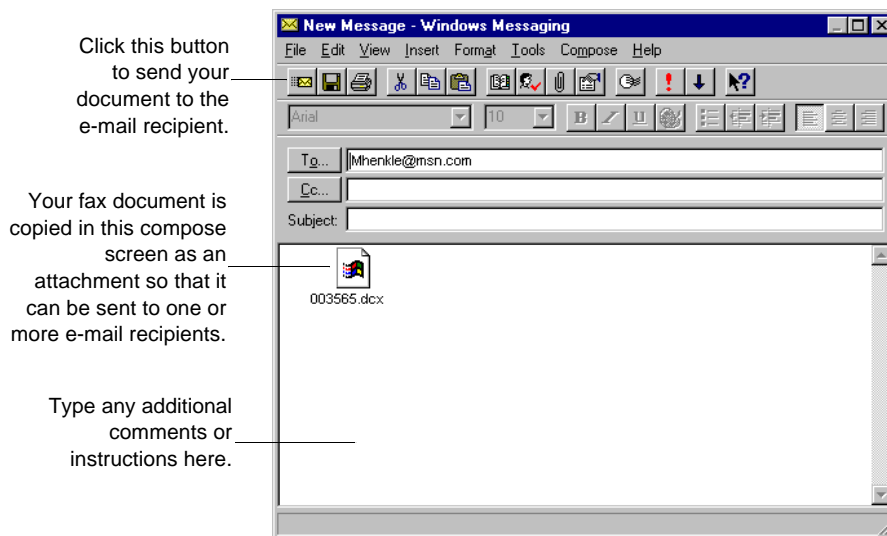 Click this button
to send your
document to the
e-mail recipient.
Your fax document is
copied in this compose
screen as an
attachment so that it
can be sent to one or
more e-mail recipients.
Type any additional
comments or
instructions here.
New Message - Windows Messaging
File Edit View Insert Format Tools Compose Help
Arial 10 B I U
To... Mhenkle@msn.com
Cc...
Subject:
003565.dcx